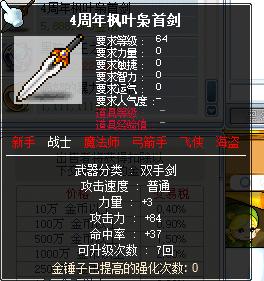 4周年枫叶枭首剑
要求等级： 64
要求力量： 0
要求敏捷： 0
要求智力： 0
要求运气： 0
要求人气度：-
道具等级 ：-
道具经验值 ：-
新手 战士 魔法师 弓箭手 飞侠 海盗
武器分类 ： 双手剑
攻击速度 ： 普通
力量 ： +3
攻击力 ： +84
命中率 ： +37
可升级次数 ： 7回
金锤子已提高的强化次数: 0